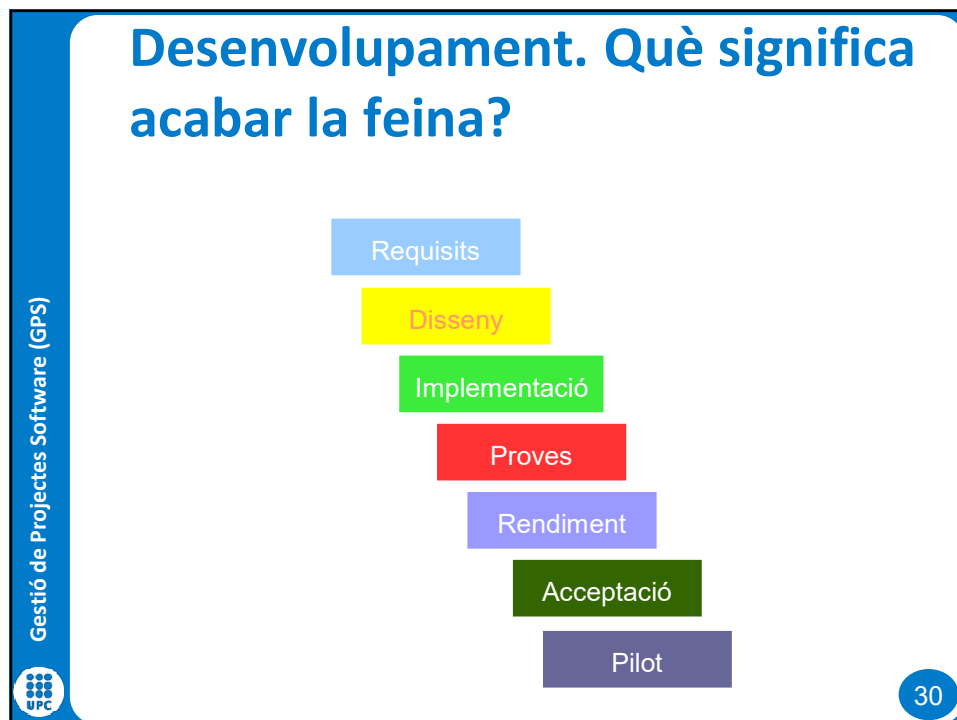 Desenvolupament. Què significa
acabar la feina?
Requisits
Disseny
Implementació
Proves
Rendiment
Acceptació
Pilot
Gestió de Projectes Software (GPS)
UPC
30